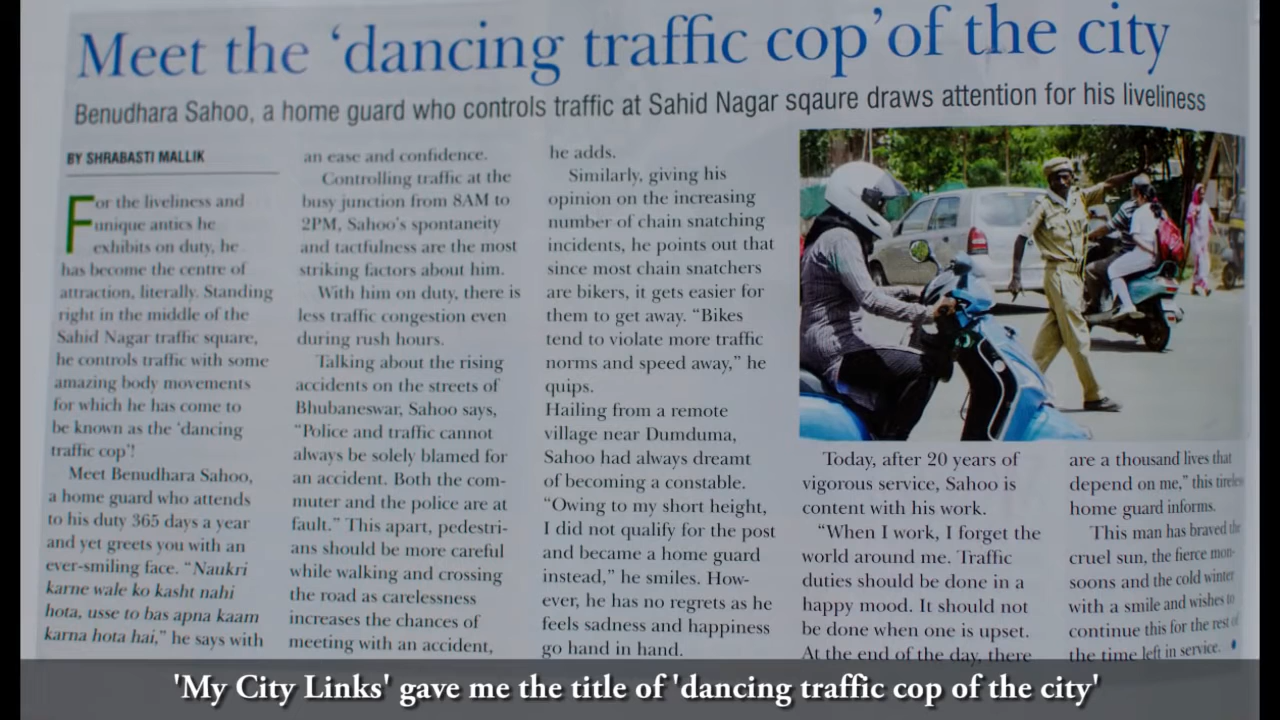 Meet the ‘dancing traffic cop’ of the city
Benudhara Sahoo, a home guard who controls traffic at Sahid Nagar sqaure draws attention for his liveliness
BY SHRABASTI MALLIK
For the liveliness and
unique antics he
exhibits on duty, he
has become the centre of
attraction, literally. Standing
right in the middle of the
Sahid Nagar traffic square,
he controls traffic with some
amazing body movements
for which he has come to
be known as the ‘dancing
traffic cop’!
Meet Benudhara Sahoo,
a home guard who attends
to his duty 365 days a year
and yet greets you with an
ever-smiling face. “Naukri
karne wale ko kasht nahi
hota, usse to bas apna kaam
karna hota hai,” he says with
an ease and confidence.
Controlling traffic at the
busy junction from 8AM to
2PM, Sahoo’s spontaneity
and tactfulness are the most
striking factors about him.
With him on duty, there is
less traffic congestion even
during rush hours.
Talking about the rising
accidents on the streets of
Bhubaneswar, Sahoo says,
“Police and traffic cannot
always be solely blamed for
an accident. Both the com-
muter and the police are at
fault.” This apart, pedestri-
ans should be more careful
while walking and crossing
the road as carelessness
increases the chances of
meeting with an accident,
he adds.
Similarly, giving his
opinion on the increasing
number of chain snatching
incidents, he points out that
since most chain snatchers
are bikers, it gets easier for
them to get away. “Bikes
tend to violate more traffic
norms and speed away,” he
quips.
Hailing from a remote
village near Dumduma,
Sahoo had always dreamt
of becoming a constable.
“Owing to my short height,
I did not qualify for the post
and became a home guard
instead,” he smiles. How-
ever, he has no regrets as he
feels sadness and happiness
go hand in hand.
Today, after 20 years of
vigorous service, Sahoo is
content with his work.
“When I work, I forget the
world around me. Traffic
duties should be done in a
happy mood. It should not
be done when one is upset.
At the end of the day, there
are a thousand lives that
depend on me,” this tireless
home guard informs.
This man has braved the
cruel sun, the fierce mon-
soons and the cold winter
with a smile and wishes to
continue this for the rest of
the time left in service.
'My City Links' gave me the title of 'dancing traffic cop of the city'